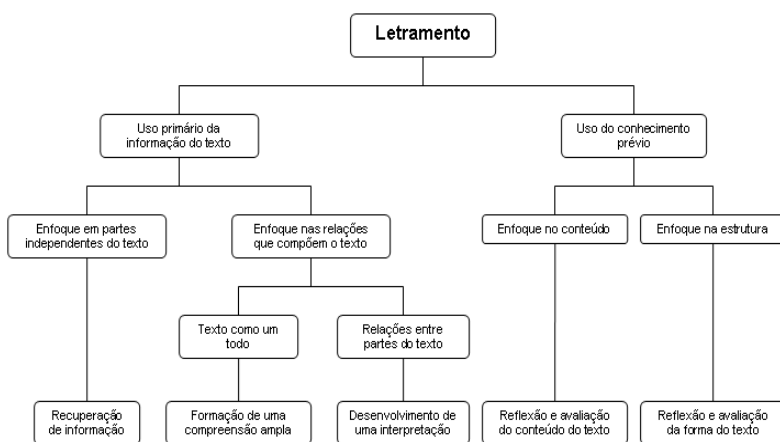 Letramento
Uso primário da
informação do texto
Uso do conhecimento
prévio
Enfoque em partes
independentes do texto
Enfoque nas relações
que compõem o texto
Enfoque no conteúdo
Enfoque na estrutura
Texto como um
todo
Relações entre
partes do texto
Recuperação
de informação
Formação de uma
compreensão ampla
Desenvolvimento de
uma interpretação
Reflexão e avaliação
do conteúdo do texto
Reflexão e avaliação
da forma do texto